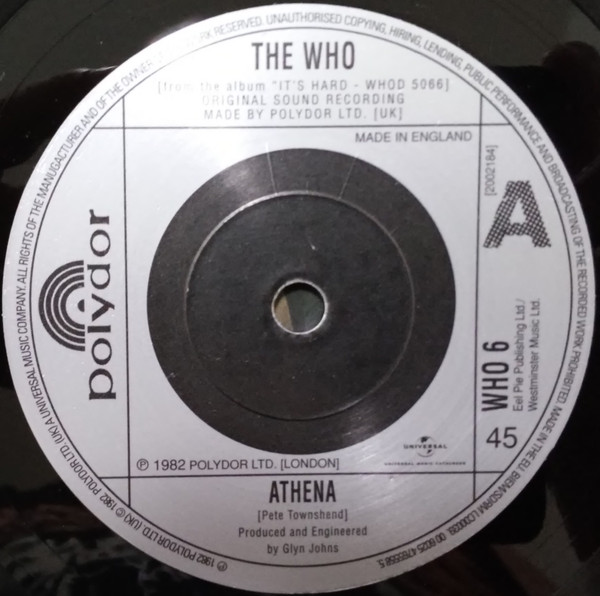 THE WHO
[from the album "IT'S HARD - WHOD 5066]
ORIGINAL SOUND RECORDING
MADE BY POLYDOR LTD. [UK]
MADE IN ENGLAND
polydor
[2002184]
A
WHO 6
Eel Pie Publishing Ltd./
Westminster Music Ltd.
45
℗ 1982 POLYDOR LTD. [LONDON]
UNIVERSAL
ATHENA
[Pete Townshend]
Produced and Engineered
by Glyn Johns
℗ 1982 POLYDOR LTD. (UK) © 1982 POLYDOR LTD. (UK) A UNIVERSAL MUSIC COMPANY. ALL RIGHTS OF THE MANUGACTURER AND OF THE OWNER RK RESERVED. UNAUTHORISED COPYING, HIRING, LENDING, PUBLIC PERFORMANCE AND BROADCASTING OF THE RECORDED WORK PROHIBITED. MADE IN THE EU.